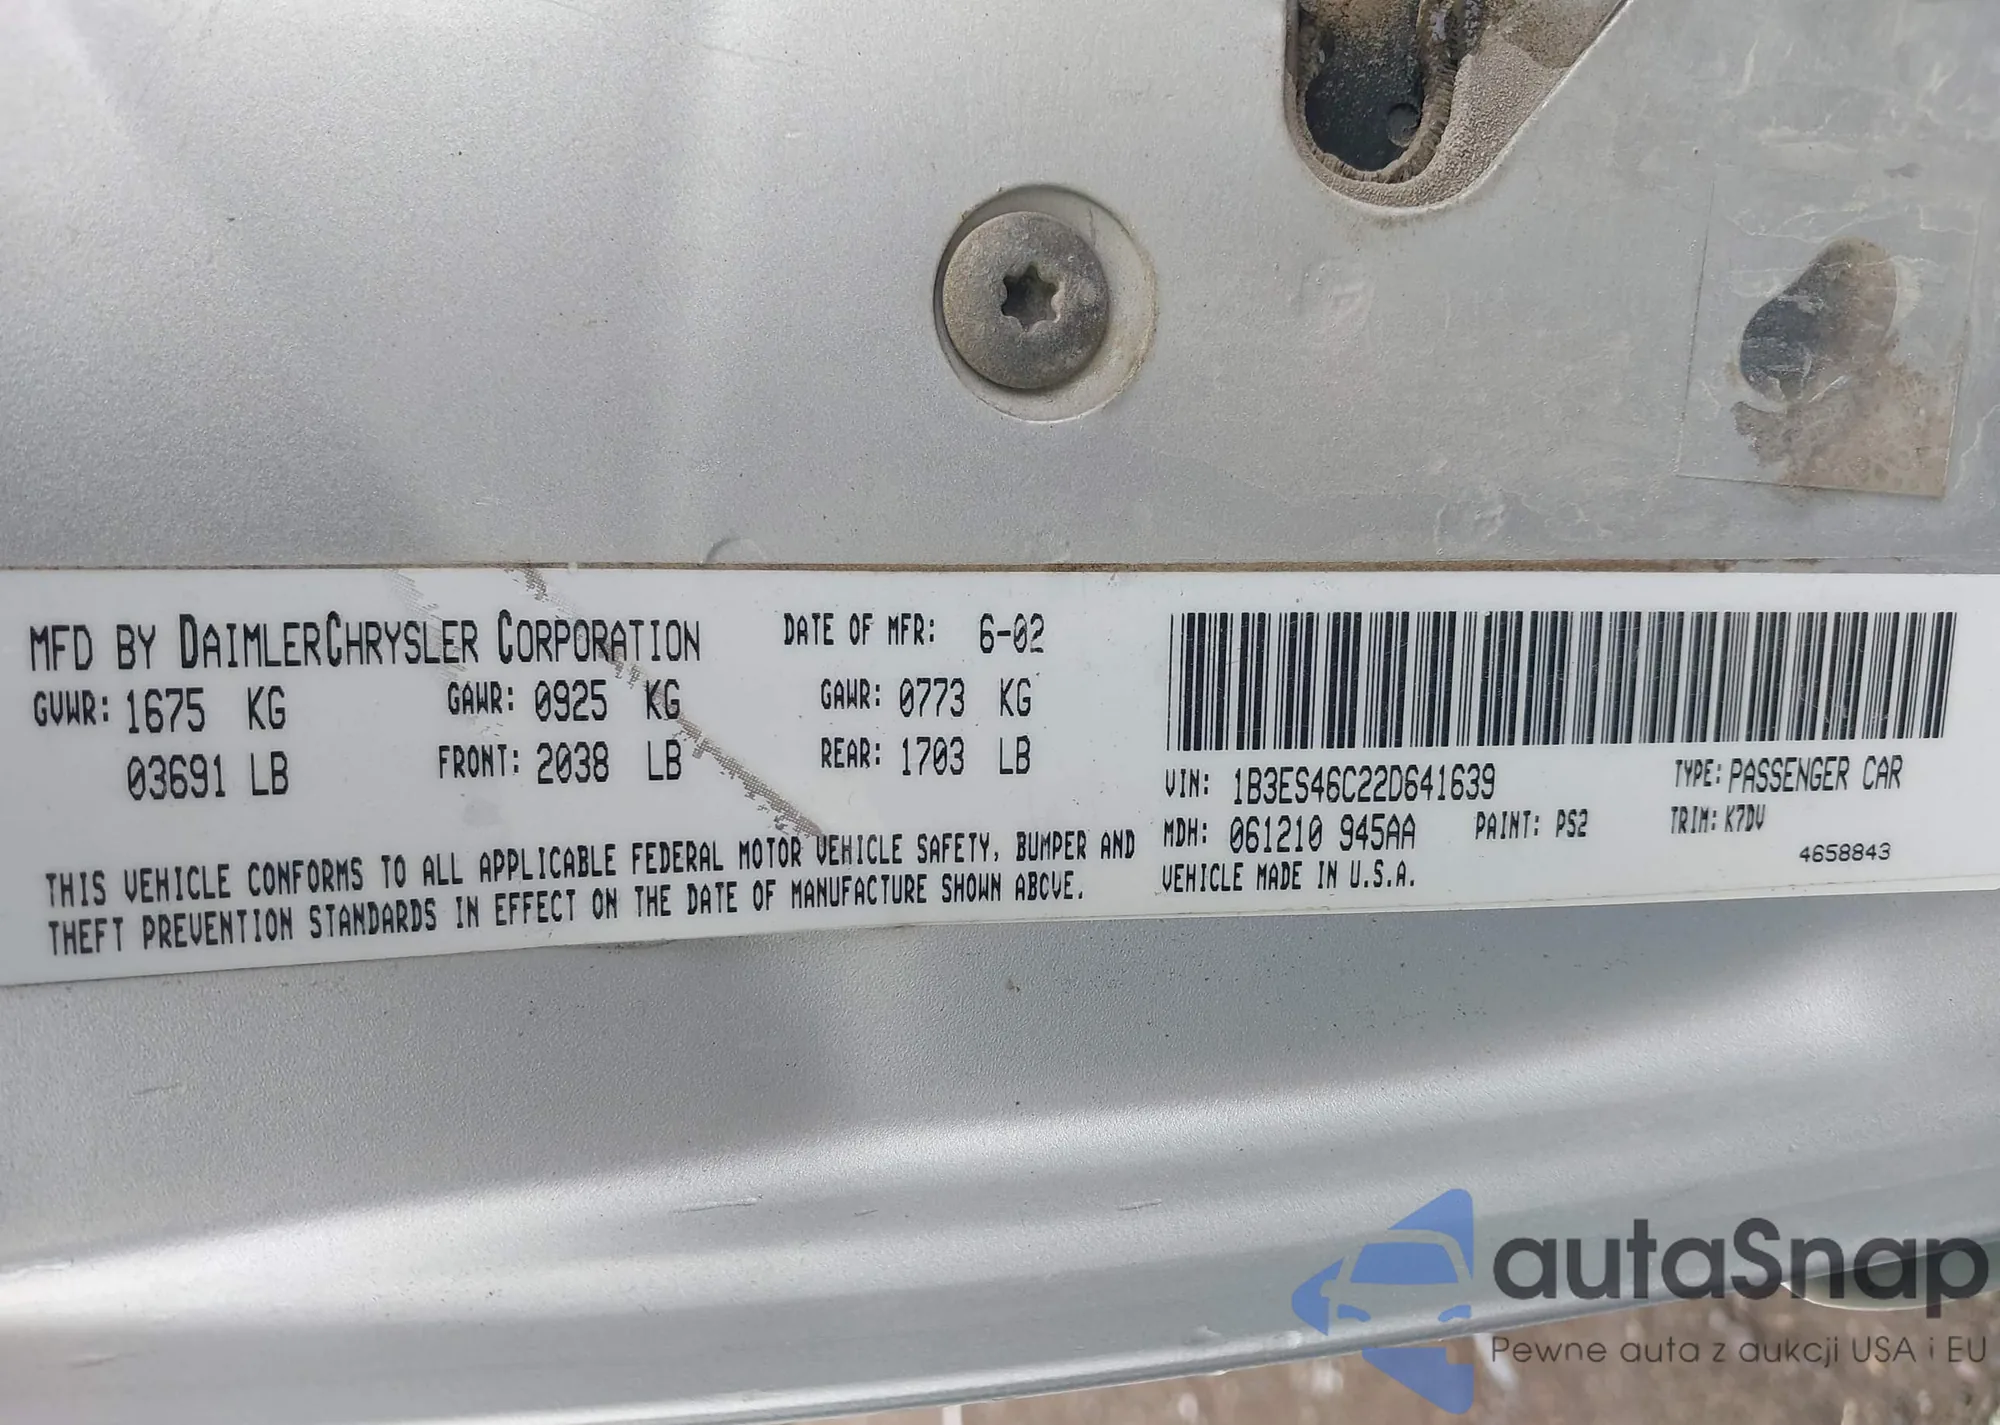 MFD BY DAIMLERCHRYSLER CORPORATION DATE OF MFR: 6-02
GVWR: 1675 KG GAWR: 0925 KG GAWR: 0773 KG
03691 LB FRONT: 2038 LB REAR: 1703 LB
THIS VEHICLE CONFORMS TO ALL APPLICABLE FEDERAL MOTOR VEHICLE SAFETY, BUMPER AND
THEFT PREVENTION STANDARDS IN EFFECT ON THE DATE OF MANUFACTURE SHOWN ABOVE.
VIN: 1B3ES46C22D641639 TYPE: PASSENGER CAR
MDH: 061210 945AA PAINT: PS2 TRIM: K7DV
VEHICLE MADE IN U.S.A. 4658843
autaSnap
Pewne auta z aukcji USA i EU